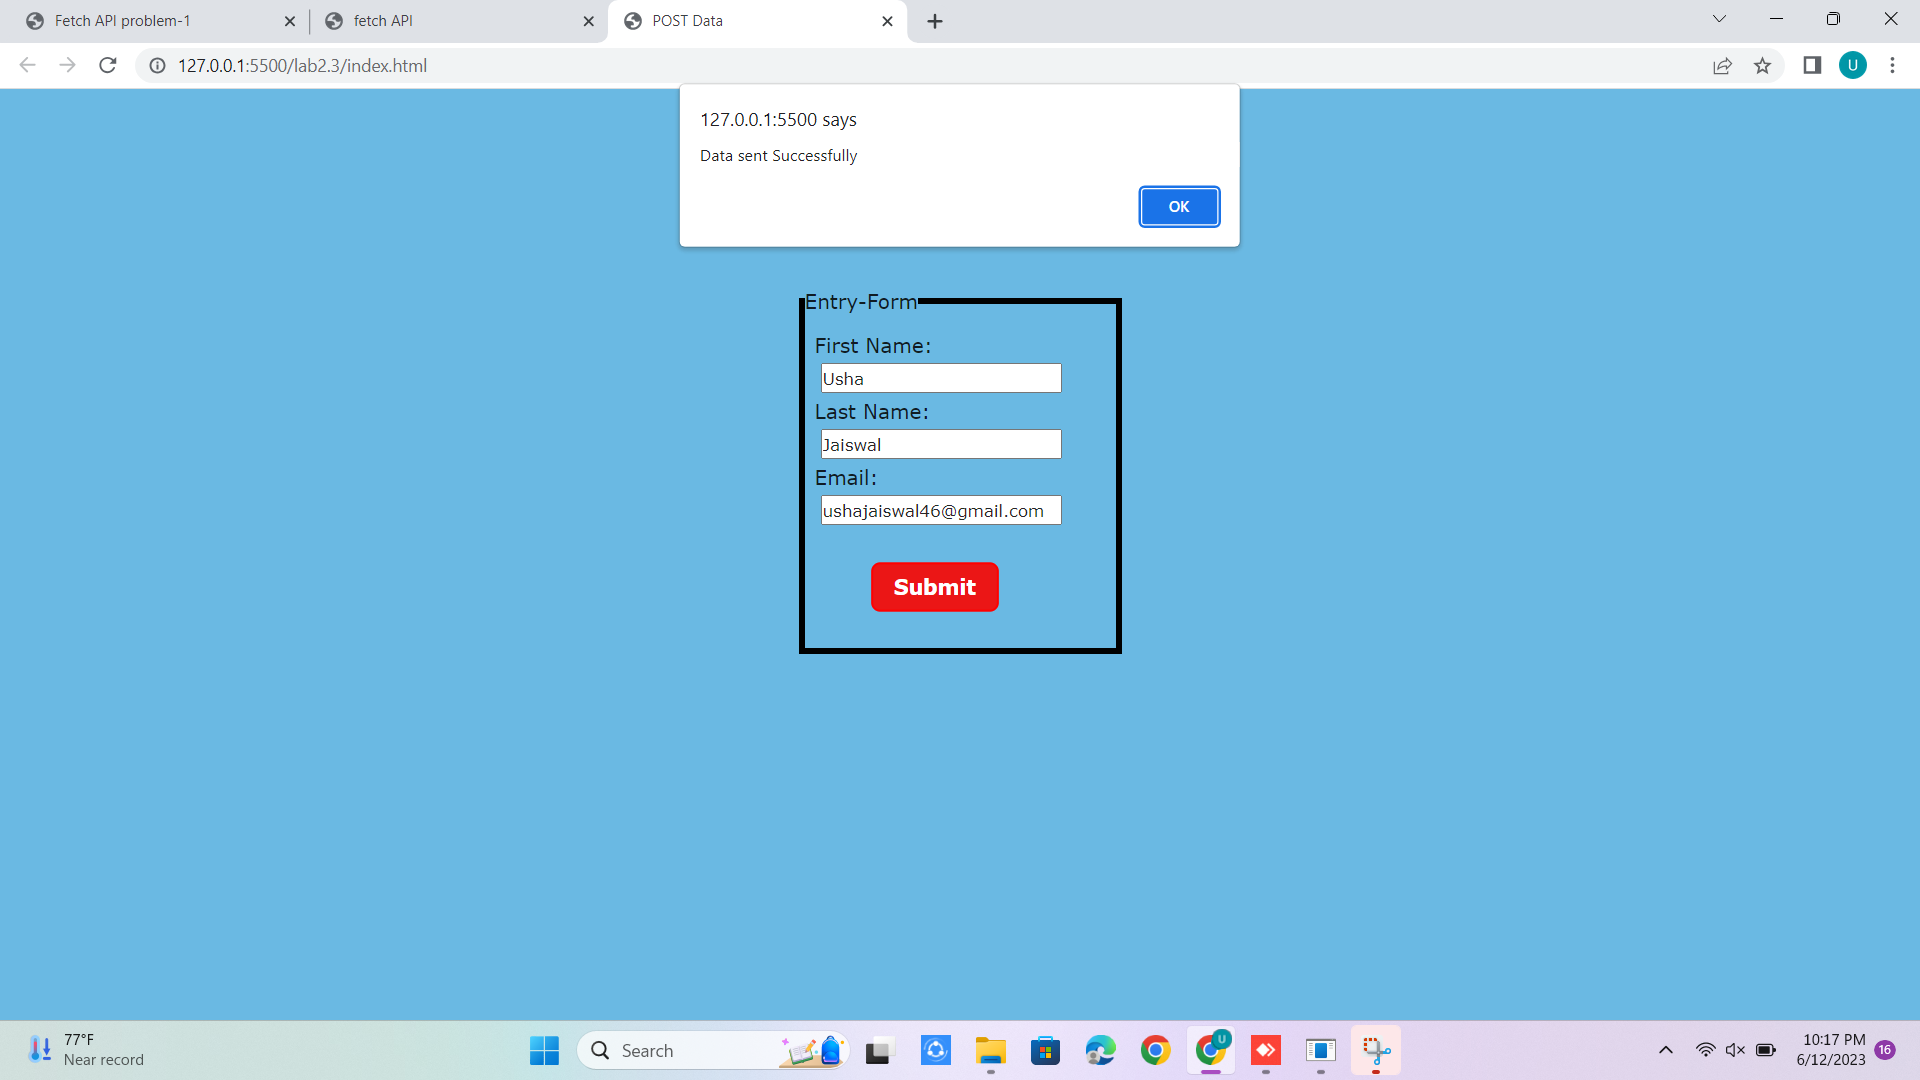 Fetch API problem-1
fetch API
POST Data
127.0.0.1:5500/lab2.3/index.html
U
127.0.0.1:5500 says
Data sent Successfully
OK
Entry-Form
First Name:
Usha
Last Name:
Jaiswal
Email:
ushajaiswal46@gmail.com
Submit
77°F
Near record
Search
U
10:17 PM
6/12/2023
16